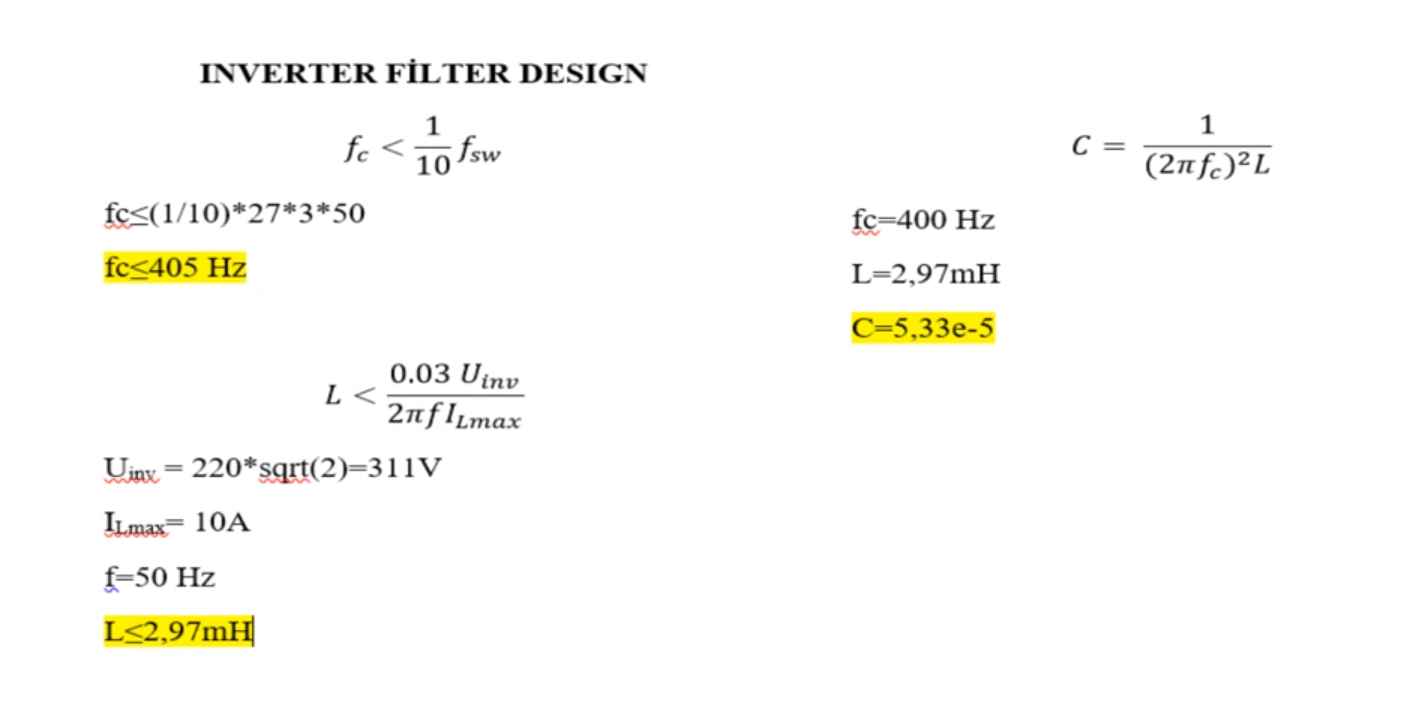 INVERTER FİLTER DESIGN
f_c < 1/10 f_sw
fc≤(1/10)*27*3*50
fc≤405 Hz
L < 0.03 U_inv / 2πf I_Lmax
U_inv = 220*sqrt(2)=311V
I_Lmax= 10A
f=50 Hz
L≤2,97mH
C = 1 / (2πf_c)²L
fc=400 Hz
L=2,97mH
C=5,33e-5